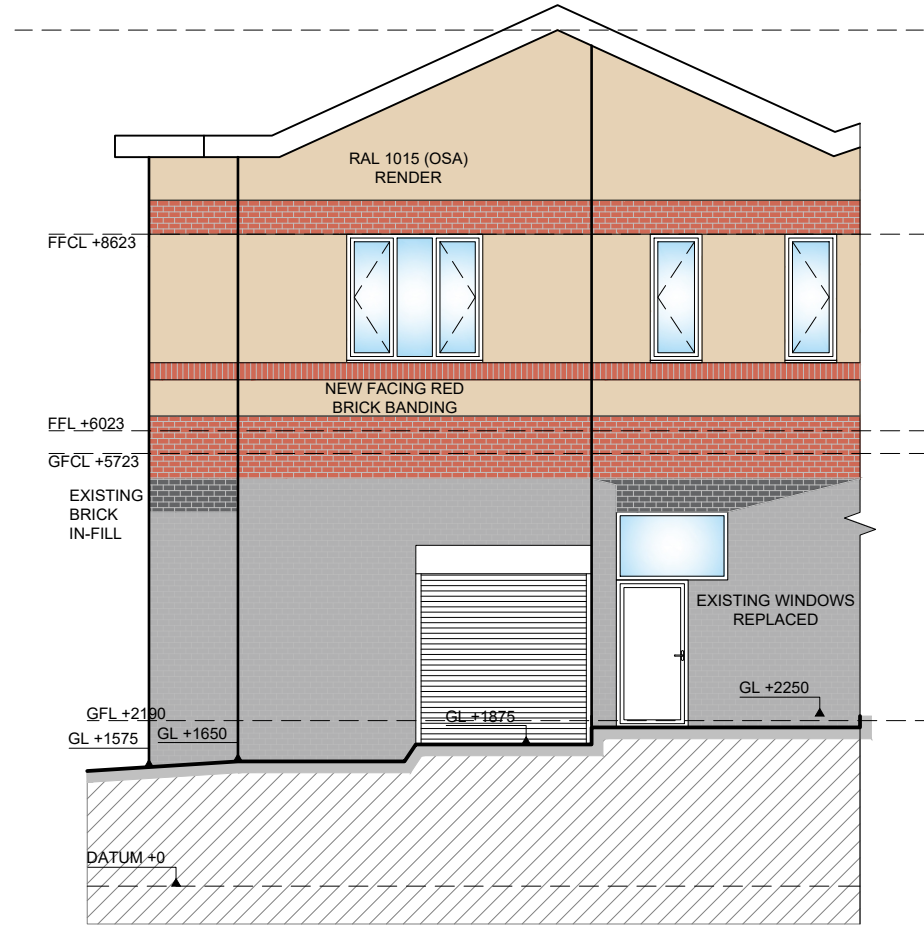 RAL 1015 (OSA)
RENDER
FFCL +8623
NEW FACING RED
BRICK BANDING
FFL +6023
GFCL +5723
EXISTING
BRICK
IN-FILL
EXISTING WINDOWS
REPLACED
GL +2250
GFL +2190
GL +1875
GL +1575
GL +1650
DATUM +0